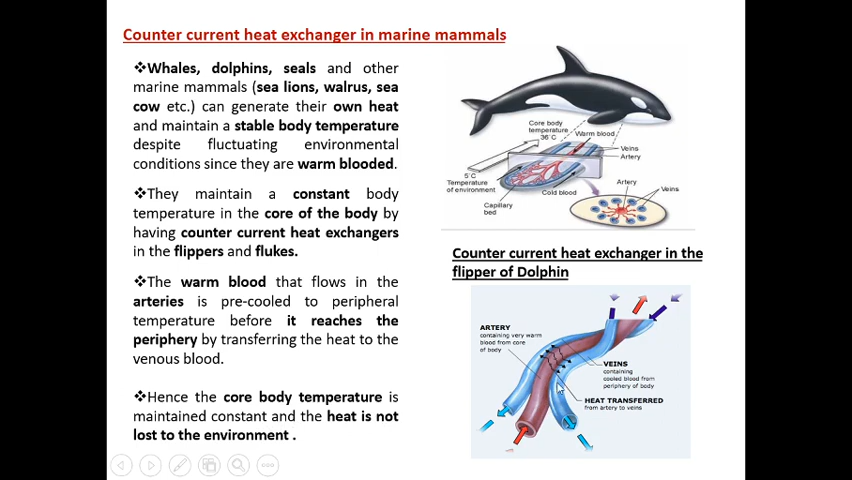 Counter current heat exchanger in marine mammals
❖Whales, dolphins, seals and other
marine mammals (sea lions, walrus, sea
cow etc.) can generate their own heat
and maintain a stable body temperature
despite fluctuating environmental
conditions since they are warm blooded.
❖They maintain a constant body
temperature in the core of the body by
having counter current heat exchangers
in the flippers and flukes.
❖The warm blood that flows in the
arteries is pre-cooled to peripheral
temperature before it reaches the
periphery by transferring the heat to the
venous blood.
❖Hence the core body temperature is
maintained constant and the heat is not
lost to the environment .
Core body
temperature
36°C
Warm blood
Veins
Artery
5°C
Temperature
of environment
Capillary
bed
Cold blood
Artery
Veins
Counter current heat exchanger in the
flipper of Dolphin
ARTERY
containing very warm
blood from core
of body
VEINS
containing
cooled blood from
periphery of body
HEAT TRANSFERRED
from artery to veins